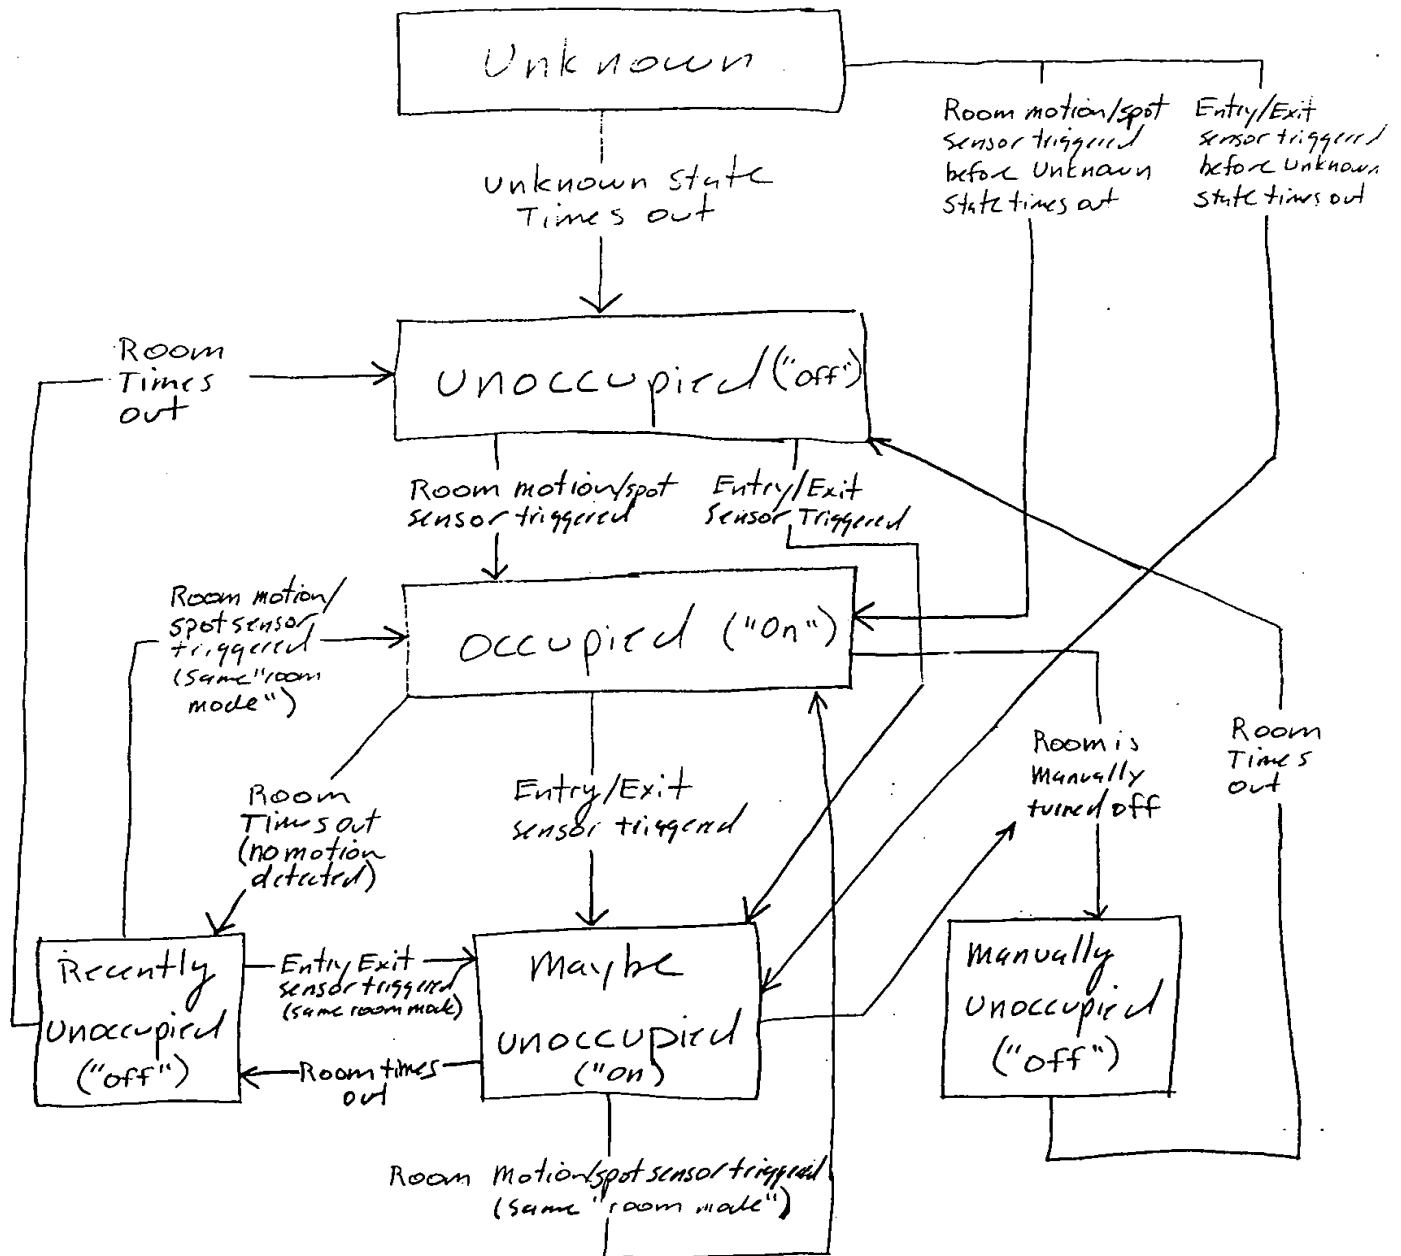 Unknown
Room motion/spot
sensor triggered
before Unknown
State times out
Entry/Exit
sensor triggered
before Unknown
State times out
Unknown State
Times out
Room
Times
out
Unoccupied ("off")
Room motion/spot
sensor triggered
Entry/Exit
Sensor Triggered
Room motion/
spot sensor
triggered
(same "room
mode")
Occupied ("On")
Room
Times out
(no motion
detected)
Entry/Exit
sensor triggered
Room is
Manually
turned off
Room
Times
out
Recently
Unoccupied
("off")
Entry/Exit
sensor triggered
(same room mode)
Room times
out
Maybe
Unoccupied
("on)
Manually
Unoccupied
("off")
Room Motion/spot sensor triggered
(same "room mode")